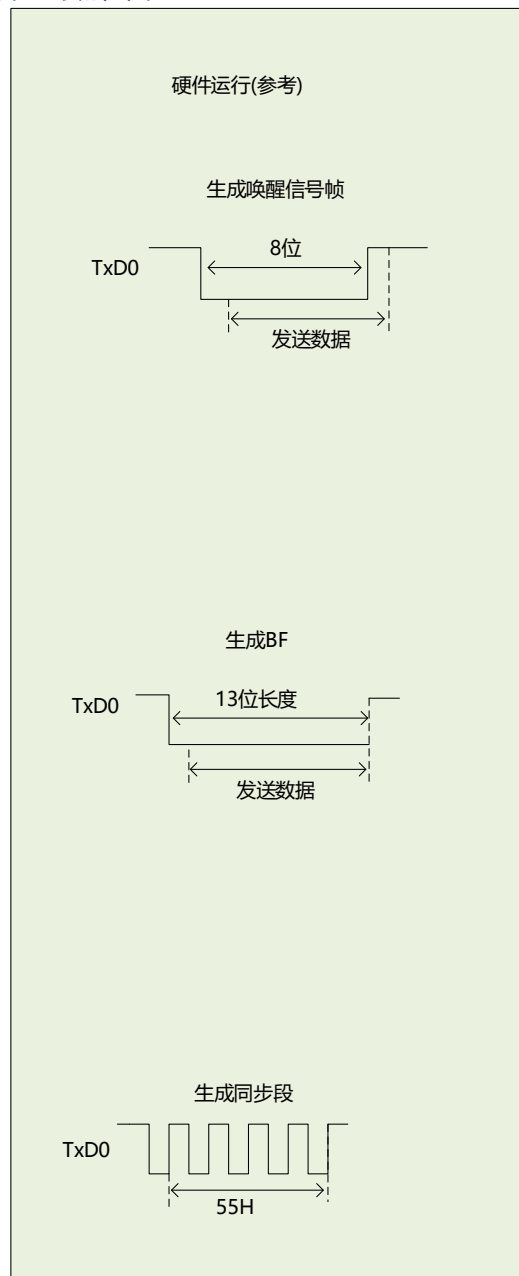 硬件运行(参考)
生成唤醒信号帧
8位
TxD0
发送数据
生成BF
13位长度
TxD0
发送数据
生成同步段
TxD0
55H